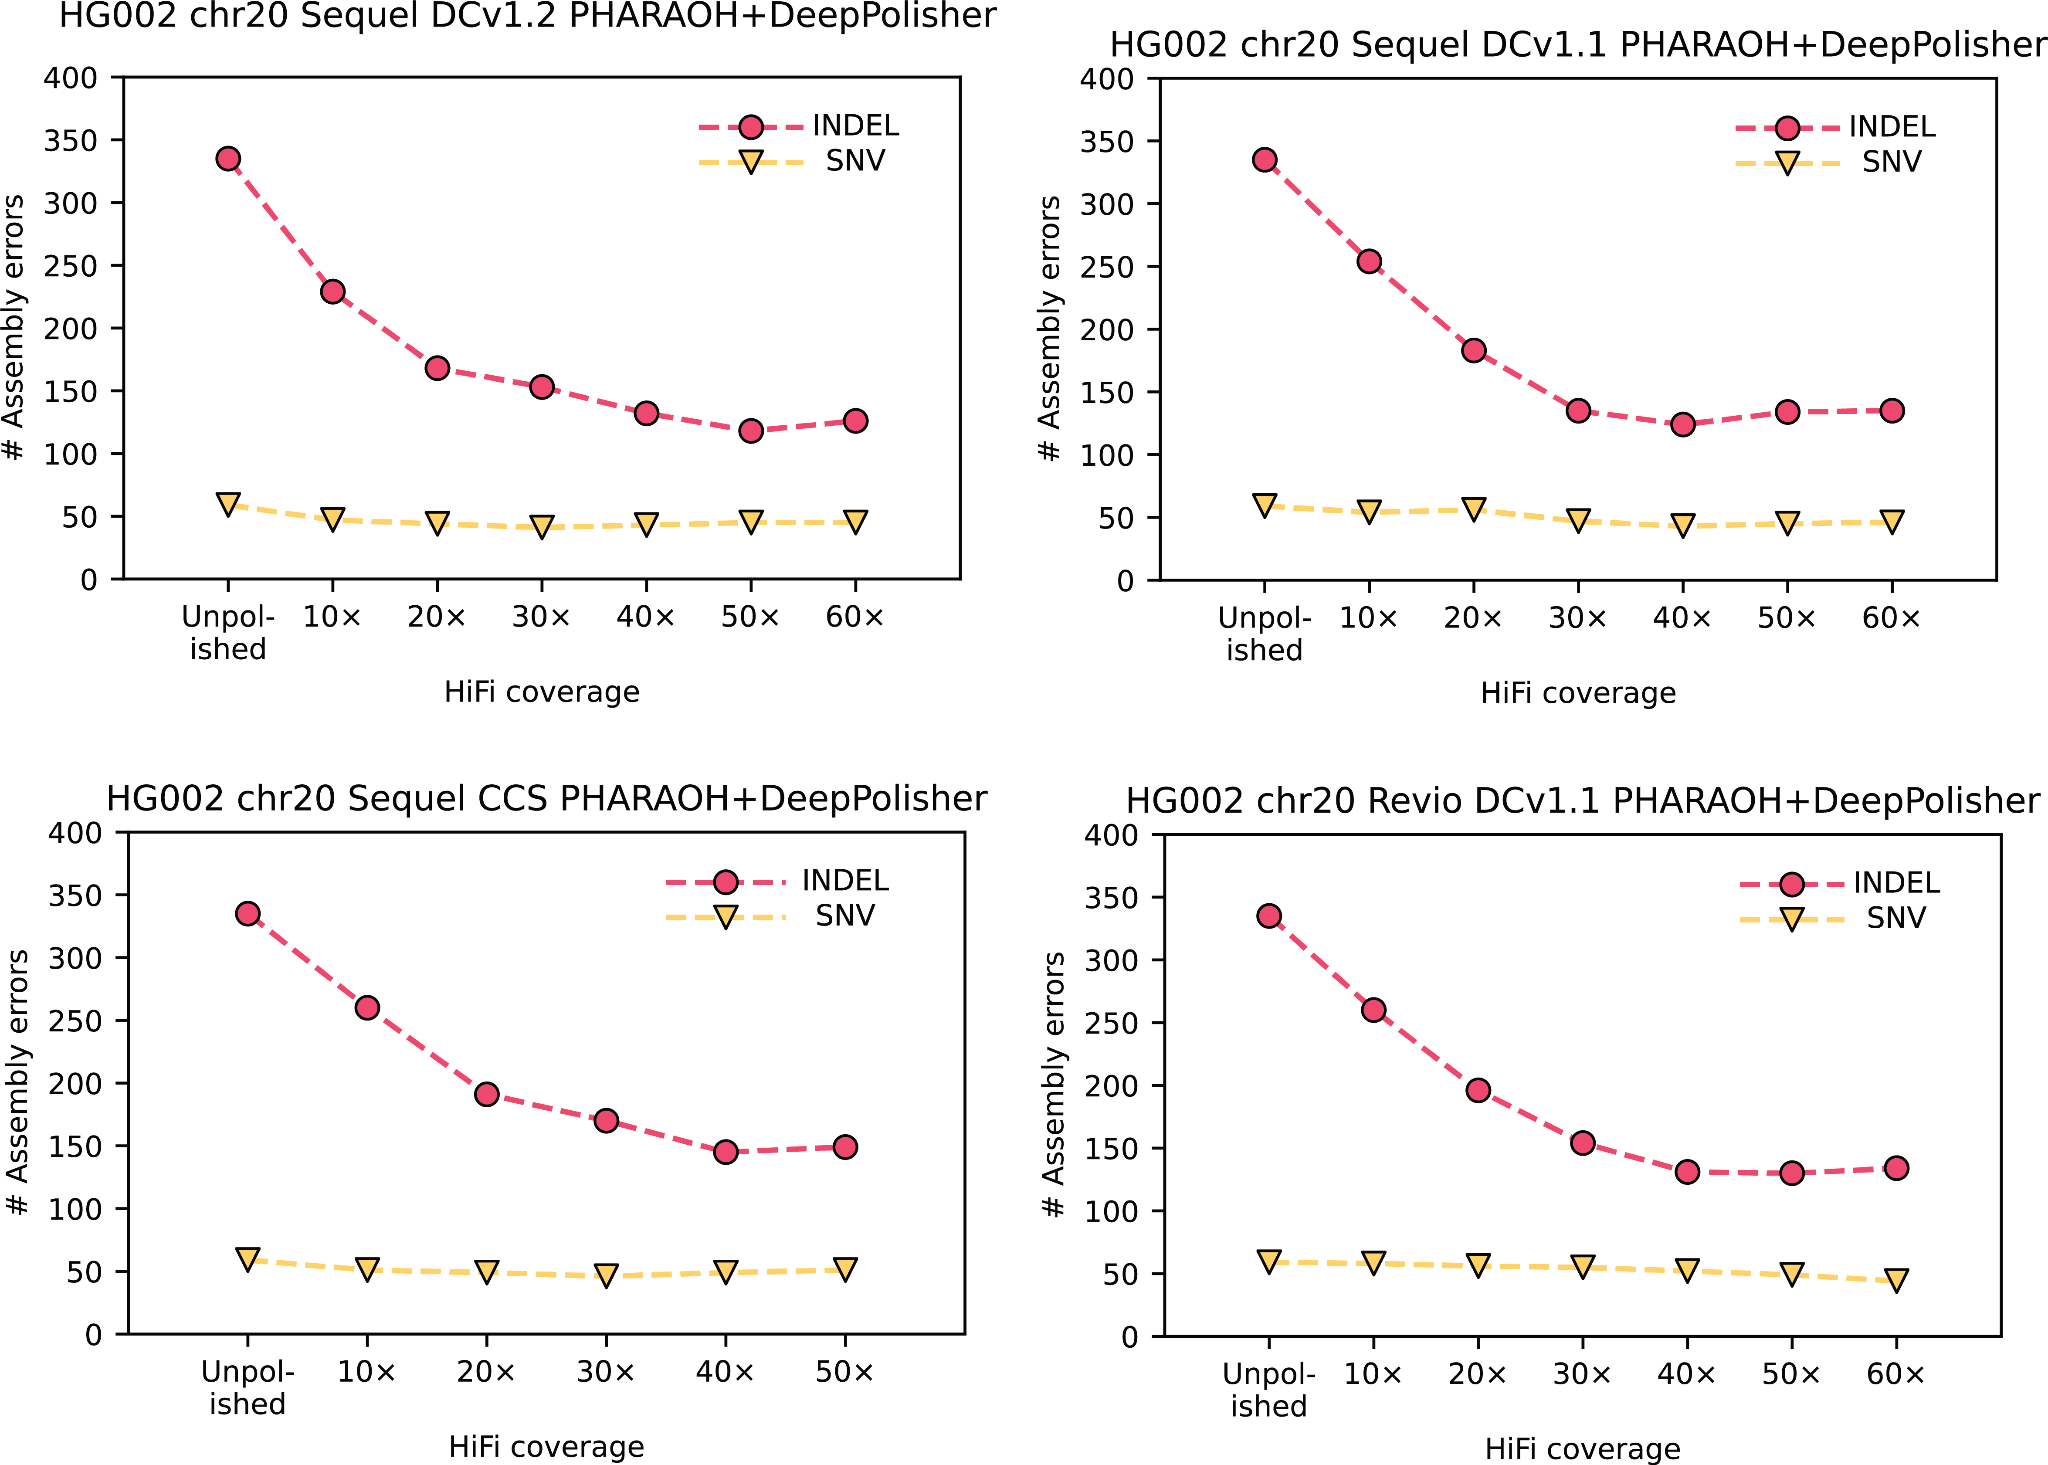 HG002 chr20 Sequel DCv1.2 PHARAOH+DeepPolisher
400
350
300
250
200
150
100
50
0
# Assembly errors
INDEL
SNV
Unpol-
ished
10×
20×
30×
40×
50×
60×
HiFi coverage
HG002 chr20 Sequel DCv1.1 PHARAOH+DeepPolisher
400
350
300
250
200
150
100
50
0
# Assembly errors
INDEL
SNV
Unpol-
ished
10×
20×
30×
40×
50×
60×
HiFi coverage
HG002 chr20 Sequel CCS PHARAOH+DeepPolisher
400
350
300
250
200
150
100
50
0
# Assembly errors
INDEL
SNV
Unpol-
ished
10×
20×
30×
40×
50×
HiFi coverage
HG002 chr20 Revio DCv1.1 PHARAOH+DeepPolisher
400
350
300
250
200
150
100
50
0
# Assembly errors
INDEL
SNV
Unpol-
ished
10×
20×
30×
40×
50×
60×
HiFi coverage